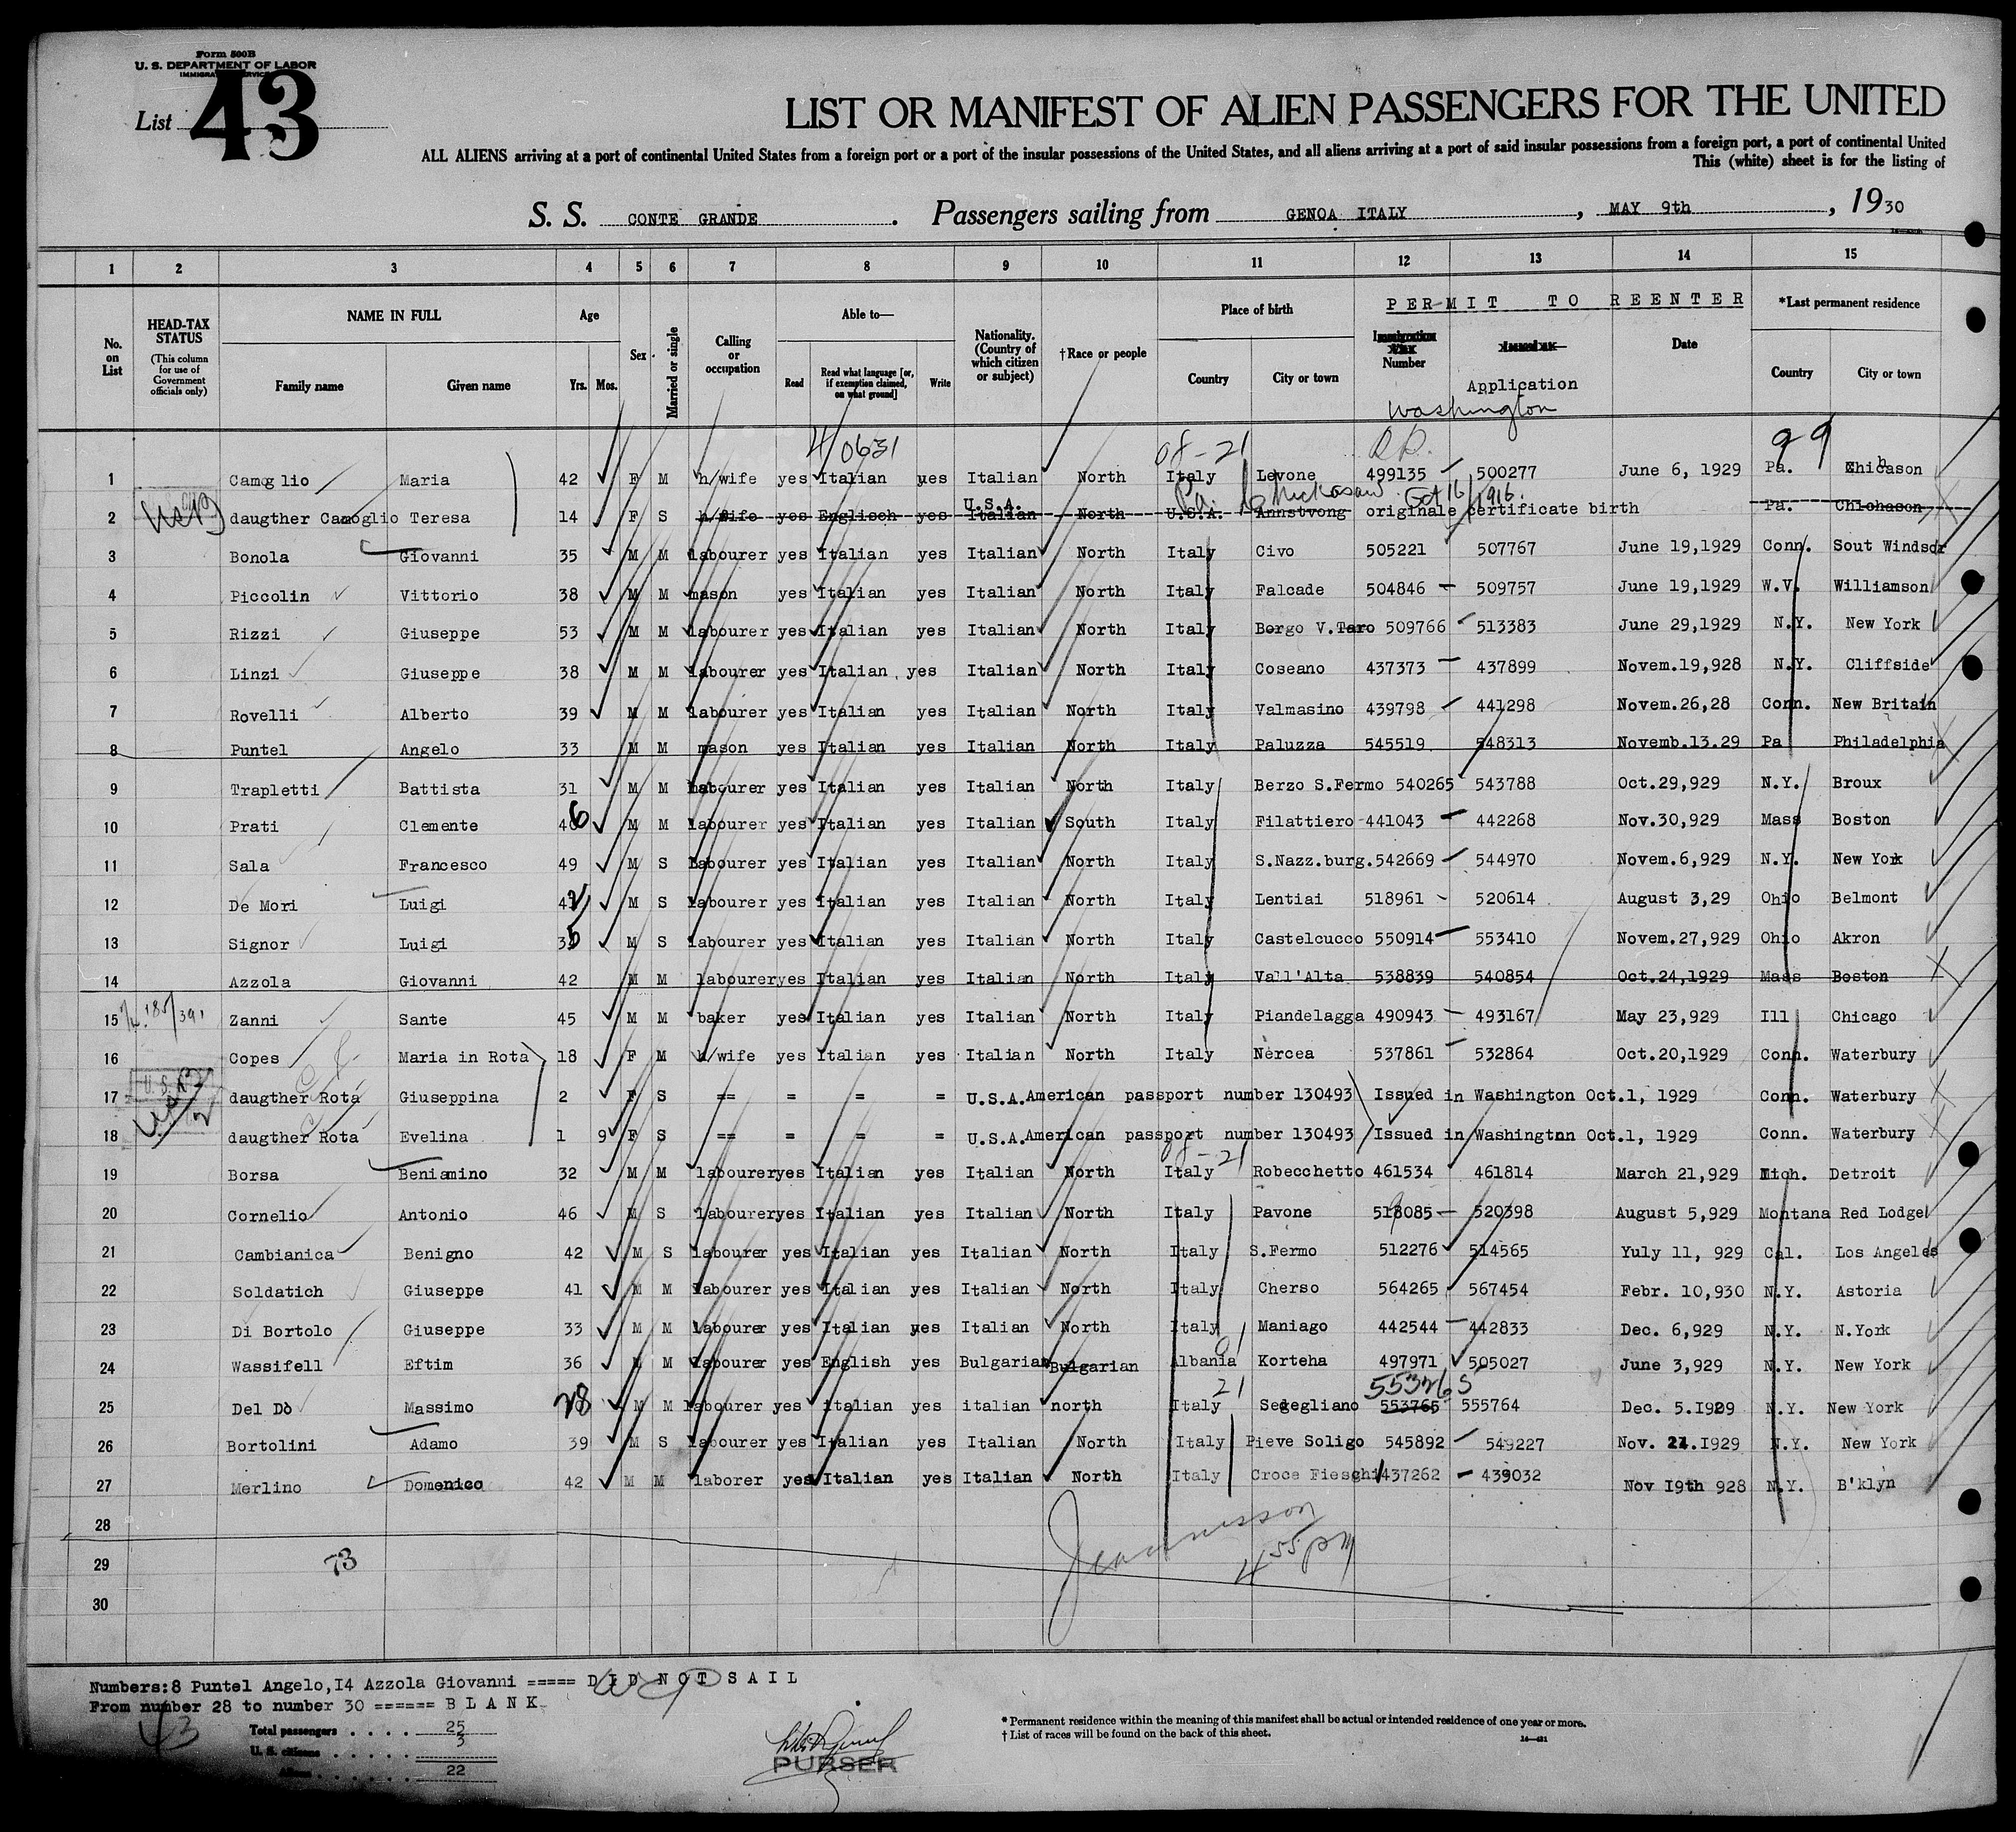 Form 500B
U. S. DEPARTMENT OF LABOR
IMMIGRATION SERVICE
List 43
LIST OR MANIFEST OF ALIEN PASSENGERS FOR THE UNITED
ALL ALIENS arriving at a port of continental United States from a foreign port or a port of the insular possessions of the United States, and all aliens arriving at a port of said insular possessions from a foreign port, a port of continental United
This (white) sheet is for the listing of
S. S. CONTE GRANDE. Passengers sailing from GENOA ITALY, MAY 9th, 1930
1 2 3 4 5 6 7 8 9 10 11 12 13 14 15
No. on List
HEAD-TAX STATUS (This column for use of Government officials only)
NAME IN FULL Family name Given name
Age Yrs. Mos.
Sex
Married or single
Calling or occupation
Able to— Read Read what language [or, if exemption claimed, on what ground] Write
Nationality. (Country of which citizen or subject)
†Race or people
Place of birth Country City or town
PERMIT TO REENTER
Number
Application
Washington
Date
*Last permanent residence Country City or town
4/0631 08-21 99
1 Camoglio Maria 42 F M h/wife yes Italian yes Italian North Italy Levone 499135 500277 June 6, 1929 Pa. Chicason
Pa. Oct 16/1916.
2 daugther Camoglio Teresa 14 F S h/wife yes Englisch yes U.S.A. Italian North U.S.A. Annstvong originale certificate birth Pa. Chichason
3 Bonola Giovanni 35 M M labourer yes Italian yes Italian North Italy Civo 505221 507767 June 19,1929 Conn. Sout Windsor
4 Piccolin Vittorio 38 M M mason yes Italian yes Italian North Italy Falcade 504846 509757 June 19,1929 W.V. Williamson
5 Rizzi Giuseppe 53 M M labourer yes Italian yes Italian North Italy Borgo V.Taro 509766 513383 June 29,1929 N.Y. New York
6 Linzi Giuseppe 38 M M labourer yes Italian yes Italian North Italy Coseano 437373 437899 Novem.19,928 N.Y. Cliffside
7 Rovelli Alberto 39 M M labourer yes Italian yes Italian North Italy Valmasino 439798 441298 Novem.26,28 Conn. New Britain
8 Puntel Angelo 33 M M mason yes Italian yes Italian North Italy Paluzza 545519 548313 Novemb.13.29 Pa Philadelphia
9 Trapletti Battista 31 M M labourer yes Italian yes Italian North Italy Berzo S.Fermo 540265 543788 Oct.29,929 N.Y. Broux
10 Prati Clemente 46 M M labourer yes Italian yes Italian South Italy Filattiero 441043 442268 Nov.30,929 Mass Boston
11 Sala Francesco 49 M S labourer yes Italian yes Italian North Italy S.Nazz.burg. 542669 544970 Novem.6,929 N.Y. New York
12 De Mori Luigi 42 M S labourer yes Italian yes Italian North Italy Lentiai 518961 520614 August 3,29 Ohio Belmont
13 Signor Luigi 35 M S labourer yes Italian yes Italian North Italy Castelcucco 550914 553410 Novem.27,929 Ohio Akron
14 Azzola Giovanni 42 M M labourer yes Italian yes Italian North Italy Vall'Alta 538839 540854 Oct.24,1929 Mass Boston
15 Zanni Sante 45 M M baker yes Italian yes Italian North Italy Piandelagga 490943 493167 May 23,929 Ill Chicago
16 Copes Maria in Rota 18 F M h/wife yes Italian yes Italian North Italy Nercea 537861 532864 Oct.20,1929 Conn. Waterbury
17 daugther Rota Giuseppina 2 F S == = = = U.S.A. American passport number 130493 Issued in Washington Oct.1, 1929 Conn. Waterbury
18 daugther Rota Evelina 1 9 F S == = = = U.S.A. American passport number 130493 Issued in Washingtnn Oct.1, 1929 Conn. Waterbury
08-21
19 Borsa Beniamino 32 M M labourer yes Italian yes Italian North Italy Robecchetto 461534 461814 March 21,929 Mich. Detroit
20 Cornelio Antonio 46 M S labourer yes Italian yes Italian North Italy Pavone 518085 520398 August 5,929 Montana Red Lodge
21 Cambianica Benigno 42 M S labourer yes Italian yes Italian North Italy S.Fermo 512276 514565 Yuly 11, 929 Cal. Los Angeles
22 Soldatich Giuseppe 41 M M labourer yes Italian yes Italian North Italy Cherso 564265 567454 Febr. 10,930 N.Y. Astoria
23 Di Bortolo Giuseppe 33 M M labourer yes Italian yes Italian North Italy Maniago 442544 442833 Dec. 6,929 N.Y. N.York
24 Wassifell Eftim 36 M M labourer yes English yes Bulgarian Bulgarian Albania Korteha 497971 505027 June 3,929 N.Y. New York
21
25 Del Dò Massimo 28 M M labourer yes italian yes italian north Italy Sedegliano 553765 555764 Dec. 5.1929 N.Y. New York
26 Bortolini Adamo 39 M S labourer yes Italian yes Italian North Italy Pieve Soligo 545892 549227 Nov. 21.1929 N.Y. New York
27 Merlino Domenico 42 M M laborer yes Italian yes Italian North Italy Croce Fieschi 437262 439032 Nov 19th 928 N.Y. B'klyn
28
29 73
30
4 55 pm
Numbers:8 Puntel Angelo,I4 Azzola Giovanni ===== DID NOT SAIL
From number 28 to number 30 ====== BLANK
43
Total passengers . . . . 25
U. S. citizens . . . . . 3
Aliens . . . . . . 22
PURSER
* Permanent residence within the meaning of this manifest shall be actual or intended residence of one year or more.
† List of races will be found on the back of this sheet.